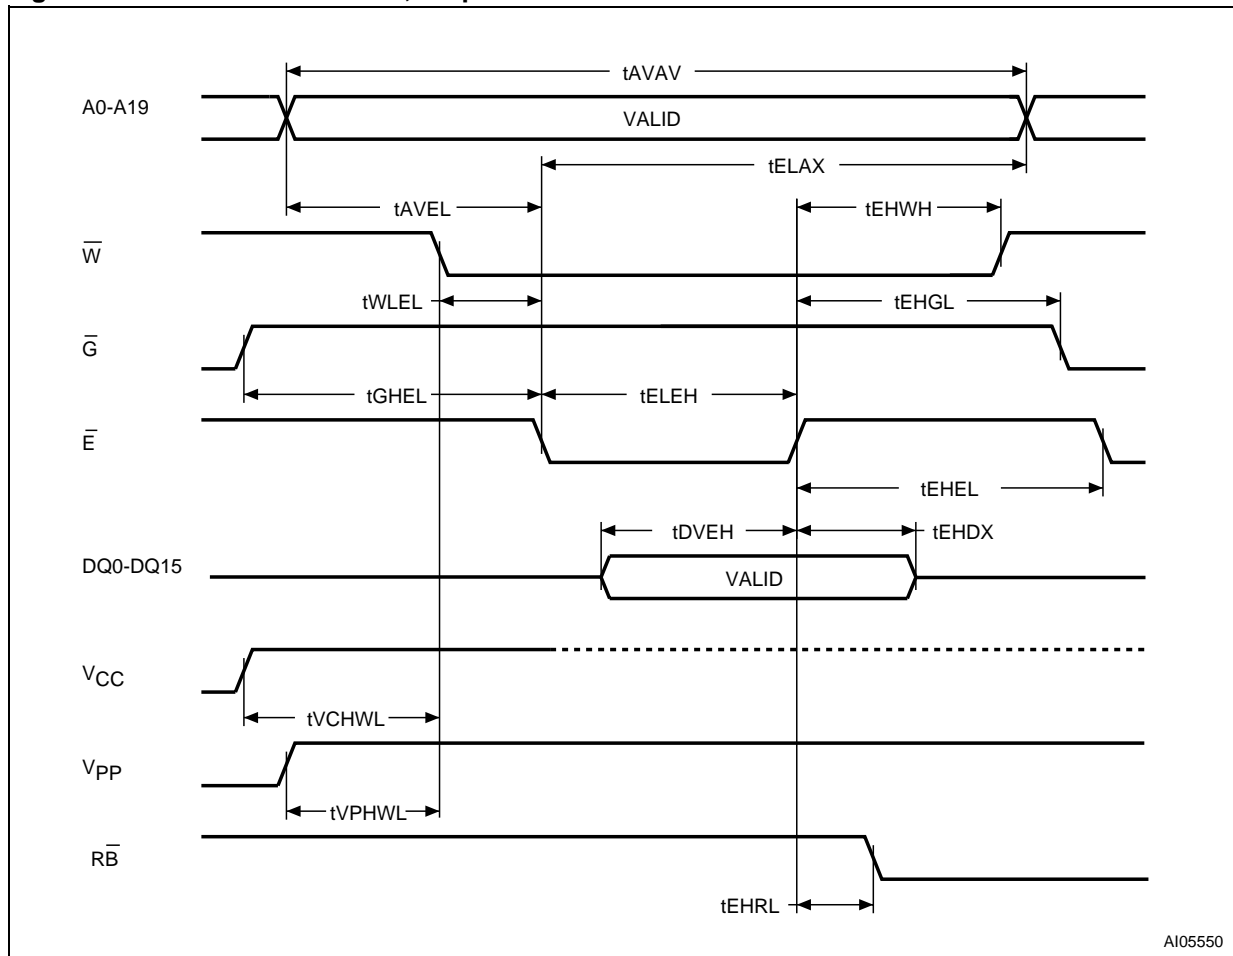 tAVAV
A0-A19
VALID
tELAX
tAVEL
tEHWH
W̅
tWLEL
tEHGL
G̅
tGHEL
tELEH
E̅
tEHEL
tDVEH
tEHDX
DQ0-DQ15
VALID
VCC
tVCHWL
VPP
tVPHWL
RB̅
tEHRL
AI05550